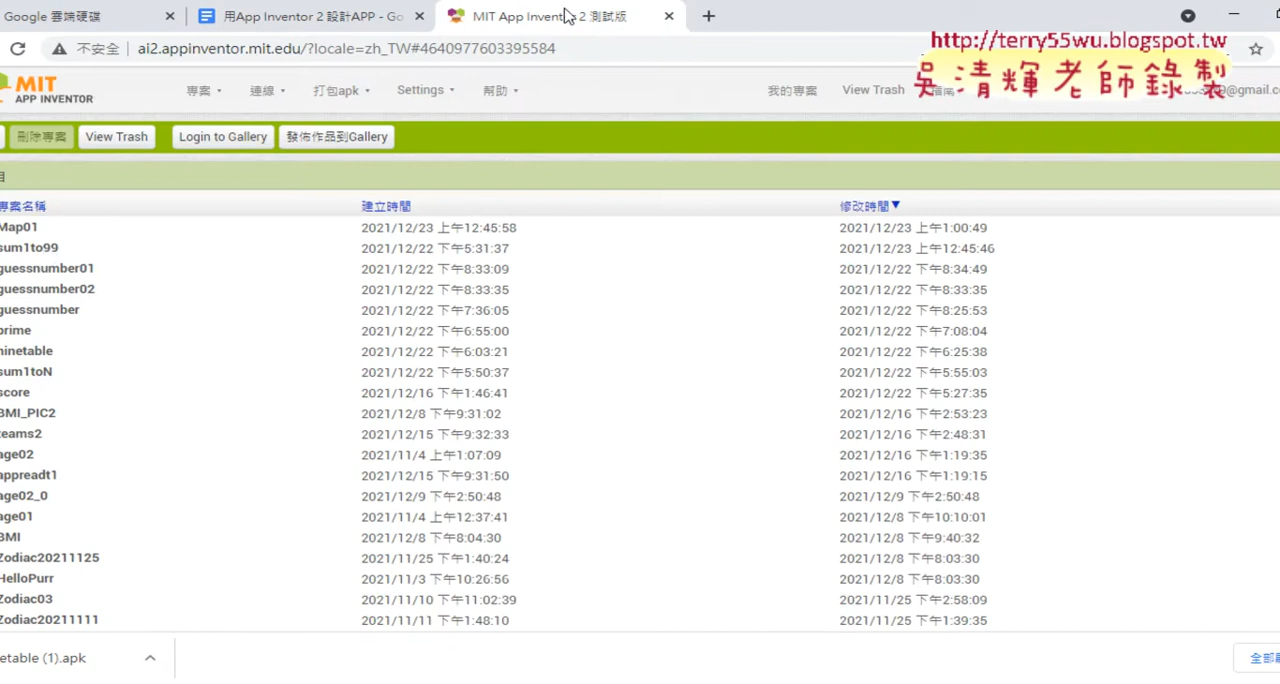 Google 雲端硬碟
用App Inventor 2 設計APP - Go
MIT App Inventor 2 測試版
不安全
ai2.appinventor.mit.edu/?locale=zh_TW#4640977603395584
http://terry55wu.blogspot.tw
吳清輝老師錄製
MIT
APP INVENTOR
專案
連線
打包apk
Settings
幫助
我的專案
View Trash
指南
@gmail.c
刪除專案
View Trash
Login to Gallery
發佈作品到Gallery
目
專案名稱 建立時間 修改時間▼
Map01 2021/12/23 上午12:45:58 2021/12/23 上午1:00:49
sum1to99 2021/12/22 下午5:31:37 2021/12/23 上午12:45:46
guessnumber01 2021/12/22 下午8:33:09 2021/12/22 下午8:34:49
guessnumber02 2021/12/22 下午8:33:35 2021/12/22 下午8:33:35
guessnumber 2021/12/22 下午7:36:05 2021/12/22 下午8:25:53
prime 2021/12/22 下午6:55:00 2021/12/22 下午7:08:04
ninetable 2021/12/22 下午6:03:21 2021/12/22 下午6:25:38
sum1toN 2021/12/22 下午5:50:37 2021/12/22 下午5:55:03
score 2021/12/16 下午1:46:41 2021/12/22 下午5:27:35
BMI_PIC2 2021/12/8 下午9:31:02 2021/12/16 下午2:53:23
teams2 2021/12/15 下午9:32:33 2021/12/16 下午2:48:31
age02 2021/11/4 上午1:07:09 2021/12/16 下午1:19:35
appreadt1 2021/12/15 下午9:31:50 2021/12/16 下午1:19:15
age02_0 2021/12/9 下午2:50:48 2021/12/9 下午2:50:48
age01 2021/11/4 上午12:37:41 2021/12/8 下午10:10:01
BMI 2021/12/8 下午8:04:30 2021/12/8 下午9:40:32
Zodiac20211125 2021/11/25 下午1:40:24 2021/12/8 下午8:03:30
HelloPurr 2021/11/3 下午10:26:56 2021/12/8 下午8:03:30
Zodiac03 2021/11/10 下午11:02:39 2021/11/25 下午2:58:09
Zodiac20211111 2021/11/11 下午1:48:10 2021/11/25 下午1:39:35
etable (1).apk
全部